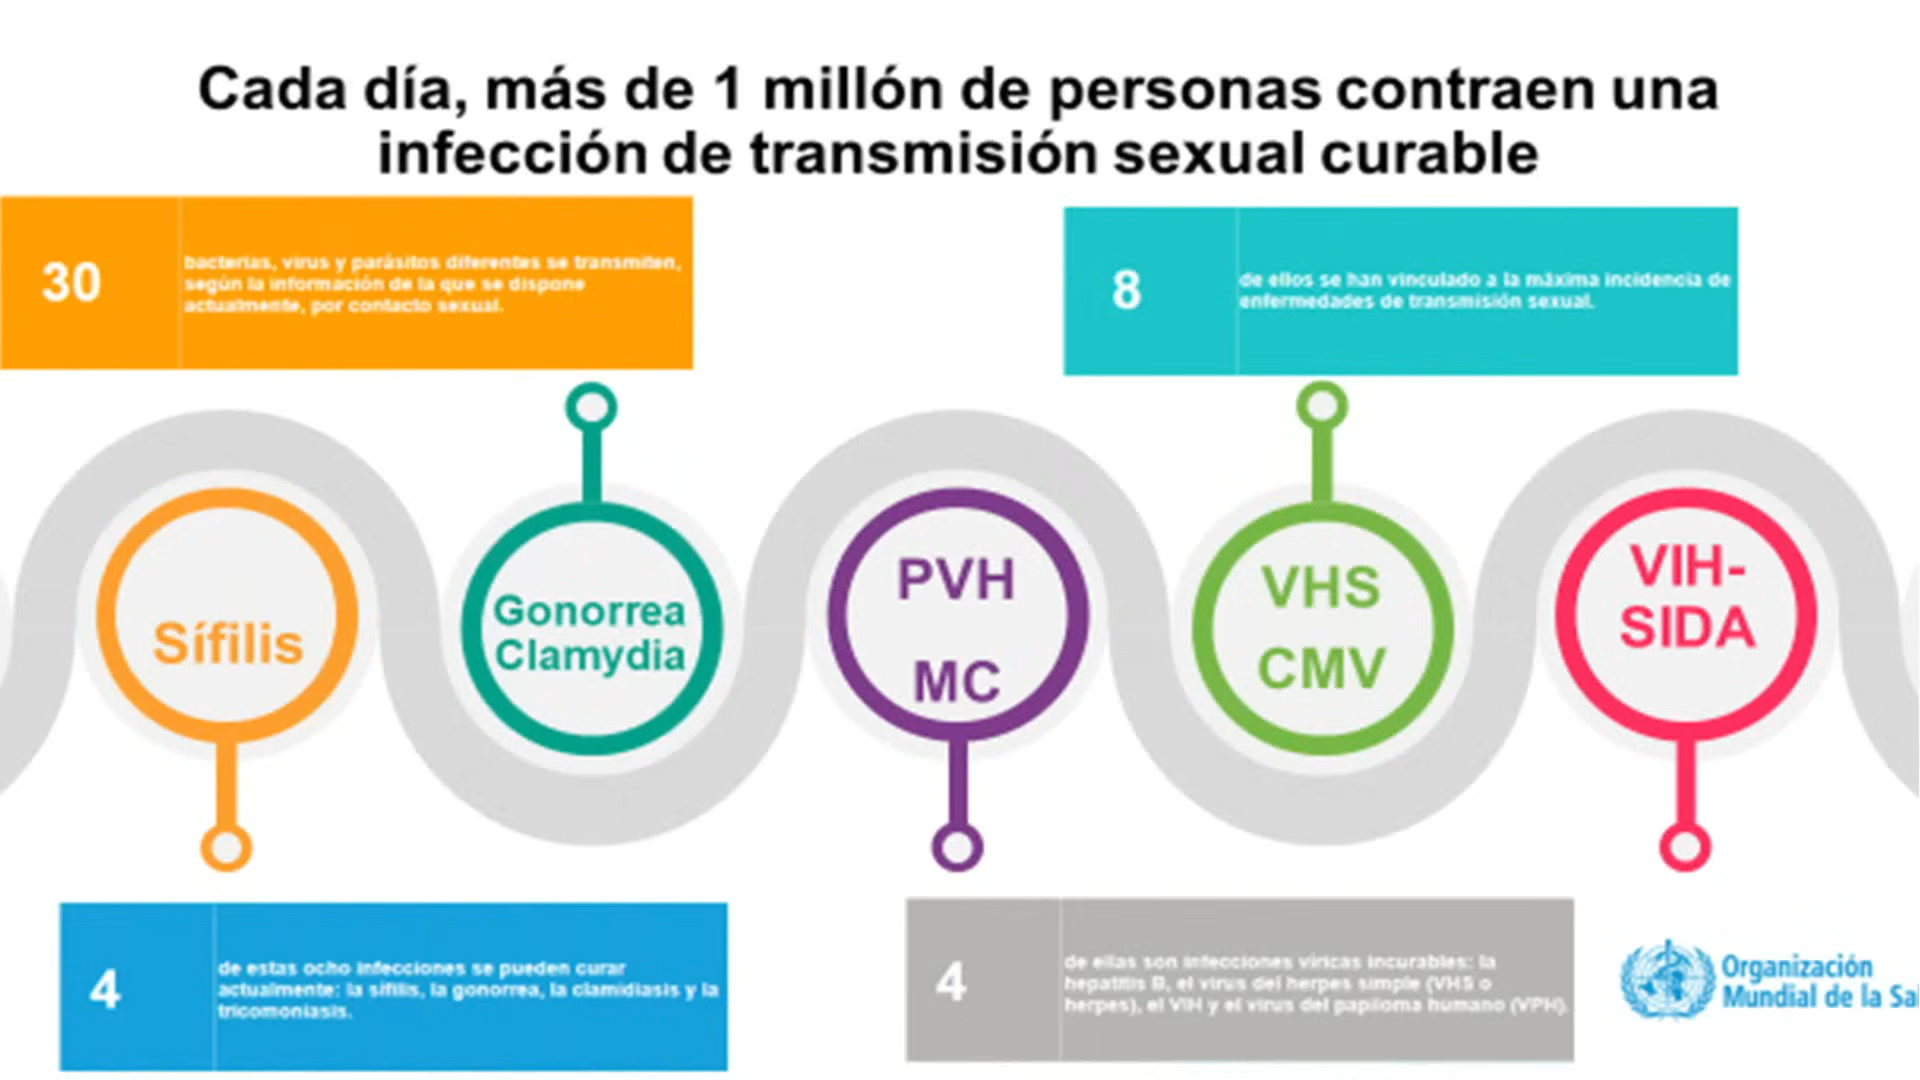 Cada día, más de 1 millón de personas contraen una
infección de transmisión sexual curable
30
bacterias, virus y parásitos diferentes se transmiten,
según la información de la que se dispone
actualmente, por contacto sexual.
8
de ellos se han vinculado a la máxima incidencia de
enfermedades de transmisión sexual.
Sífilis
Gonorrea
Clamydia
PVH
MC
VHS
CMV
VIH-
SIDA
4
de estas ocho infecciones se pueden curar
actualmente: la sífilis, la gonorrea, la clamidiasis y la
tricomoniasis.
4
de ellas son infecciones víricas incurables: la
hepatitis B, el virus del herpes simple (VHS o
herpes), el VIH y el virus del papiloma humano (VPH).
Organización
Mundial de la Sa